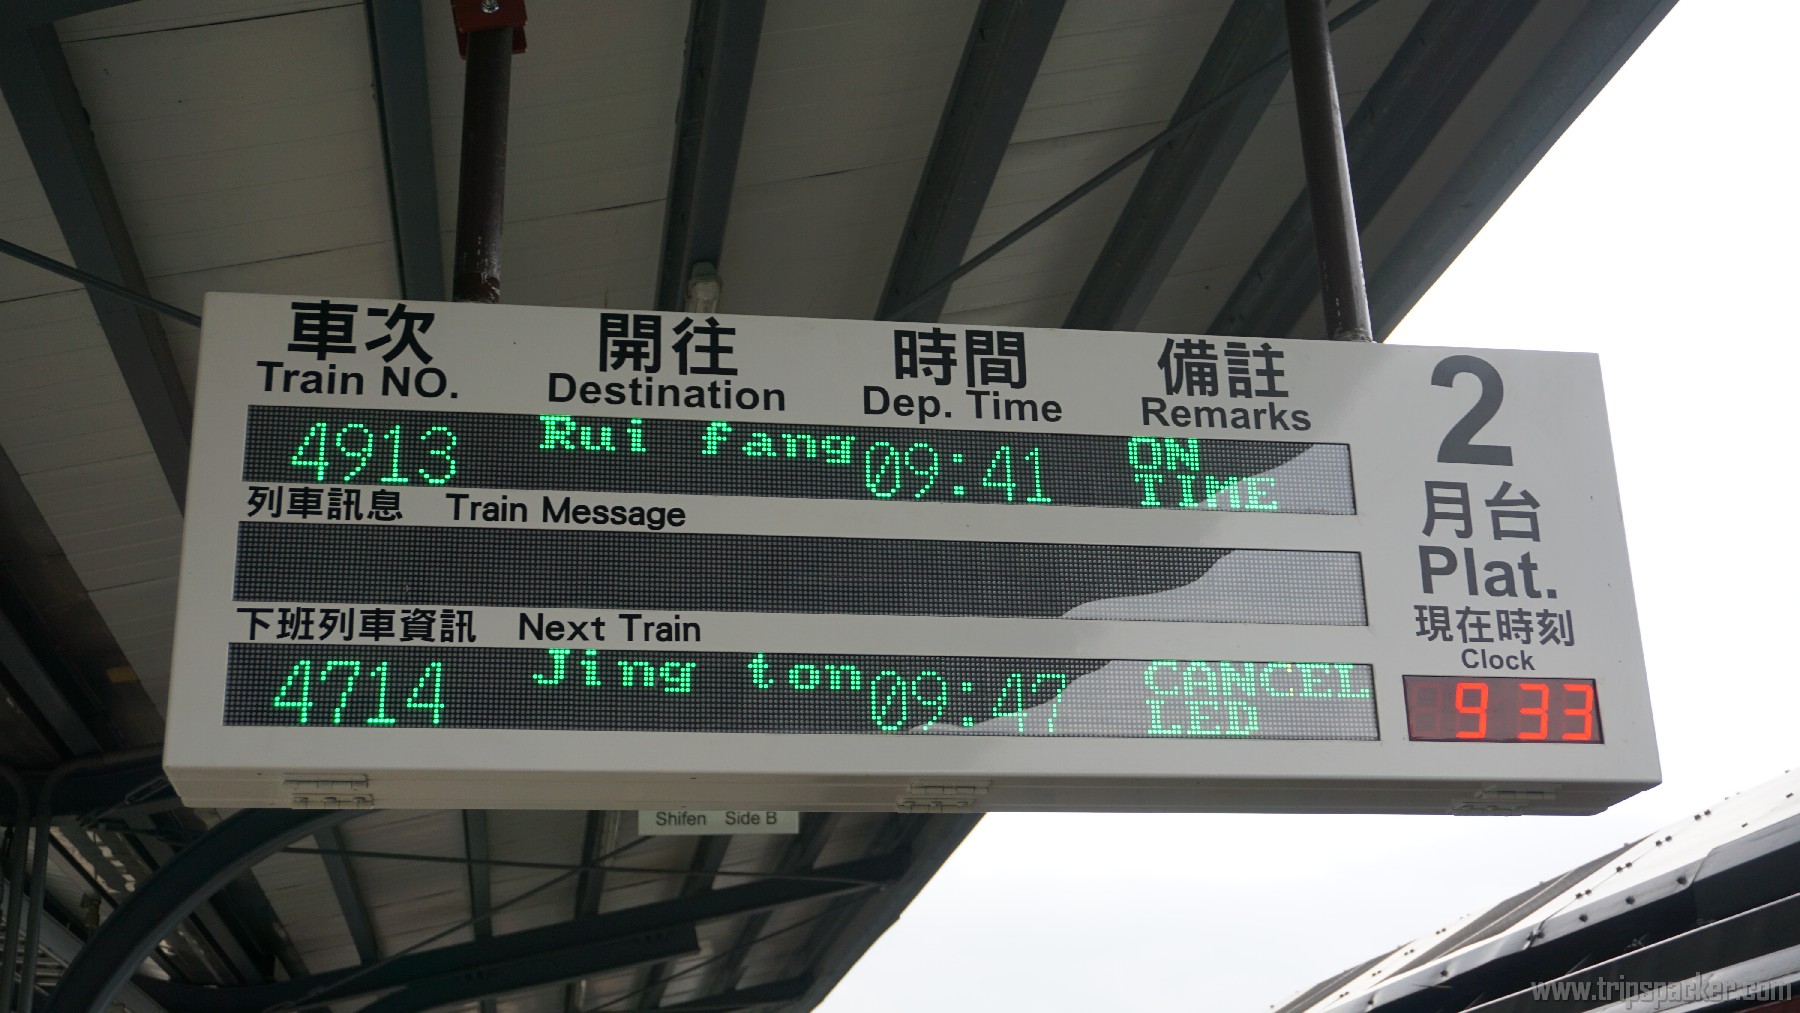 車次 開往 時間 備註
Train NO. Destination Dep. Time Remarks
4913 Rui fang 09:41 ON TIME
列車訊息 Train Message
下班列車資訊 Next Train
4714 Jing ton 09:47 CANCEL
LED
2
月台
Plat.
現在時刻
Clock
9 33
Shifen Side B
www.tripspacker.com